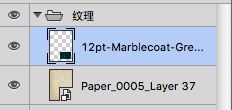 纹理
12pt-Marblecoat-Gre...
Paper_0005_Layer 37